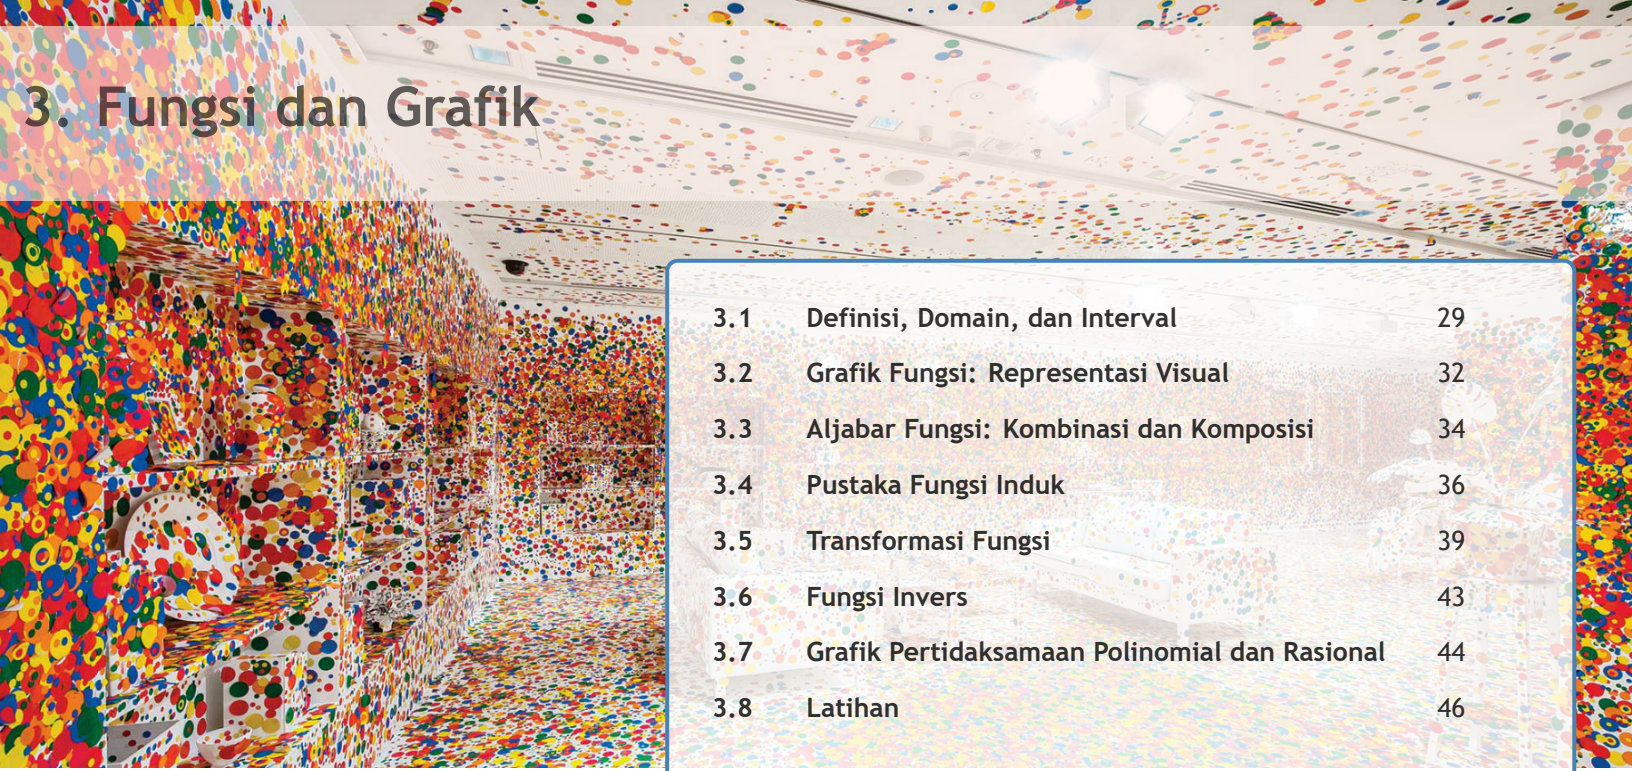 3. Fungsi dan Grafik
3.1 Definisi, Domain, dan Interval 29
3.2 Grafik Fungsi: Representasi Visual 32
3.3 Aljabar Fungsi: Kombinasi dan Komposisi 34
3.4 Pustaka Fungsi Induk 36
3.5 Transformasi Fungsi 39
3.6 Fungsi Invers 43
3.7 Grafik Pertidaksamaan Polinomial dan Rasional 44
3.8 Latihan 46